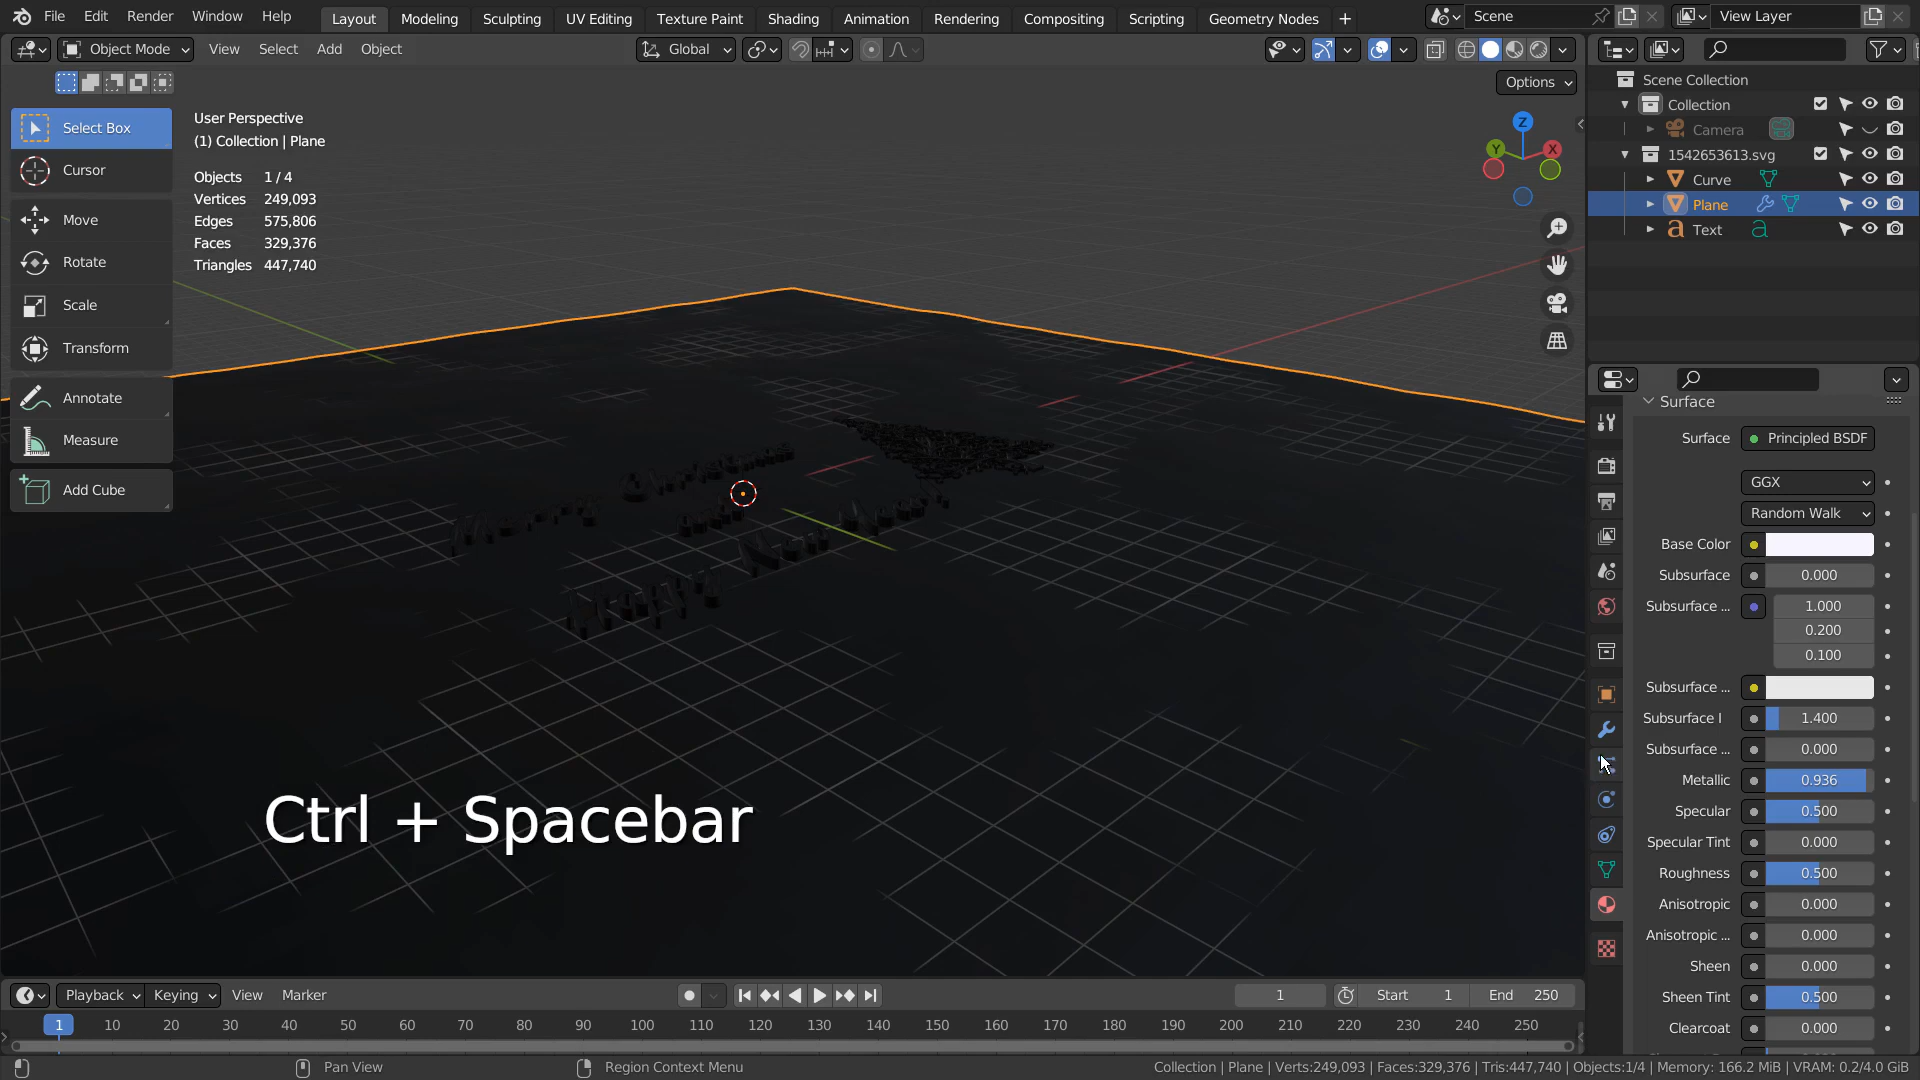 File Edit Render Window Help Layout Modeling Sculpting UV Editing Texture Paint Shading Animation Rendering Compositing Scripting Geometry Nodes + Scene View Layer
Object Mode View Select Add Object Global
Options
Select Box
Cursor
Move
Rotate
Scale
Transform
Annotate
Measure
Add Cube
User Perspective
(1) Collection | Plane
Objects 1 / 4
Vertices 249,093
Edges 575,806
Faces 329,376
Triangles 447,740
Z
Y
X
Ctrl + Spacebar
Scene Collection
Collection
Camera
1542653613.svg
Curve
Plane
Text
Surface
Surface Principled BSDF
GGX
Random Walk
Base Color
Subsurface 0.000
Subsurface ... 1.000
0.200
0.100
Subsurface ...
Subsurface I 1.400
Subsurface ... 0.000
Metallic 0.936
Specular 0.500
Specular Tint 0.000
Roughness 0.500
Anisotropic 0.000
Anisotropic ... 0.000
Sheen 0.000
Sheen Tint 0.500
Clearcoat 0.000
Playback Keying View Marker 1 Start 1 End 250
1 10 20 30 40 50 60 70 80 90 100 110 120 130 140 150 160 170 180 190 200 210 220 230 240 250
Pan View Region Context Menu Collection | Plane | Verts:249,093 | Faces:329,376 | Tris:447,740 | Objects:1/4 | Memory: 166.2 MiB | VRAM: 0.2/4.0 GiB